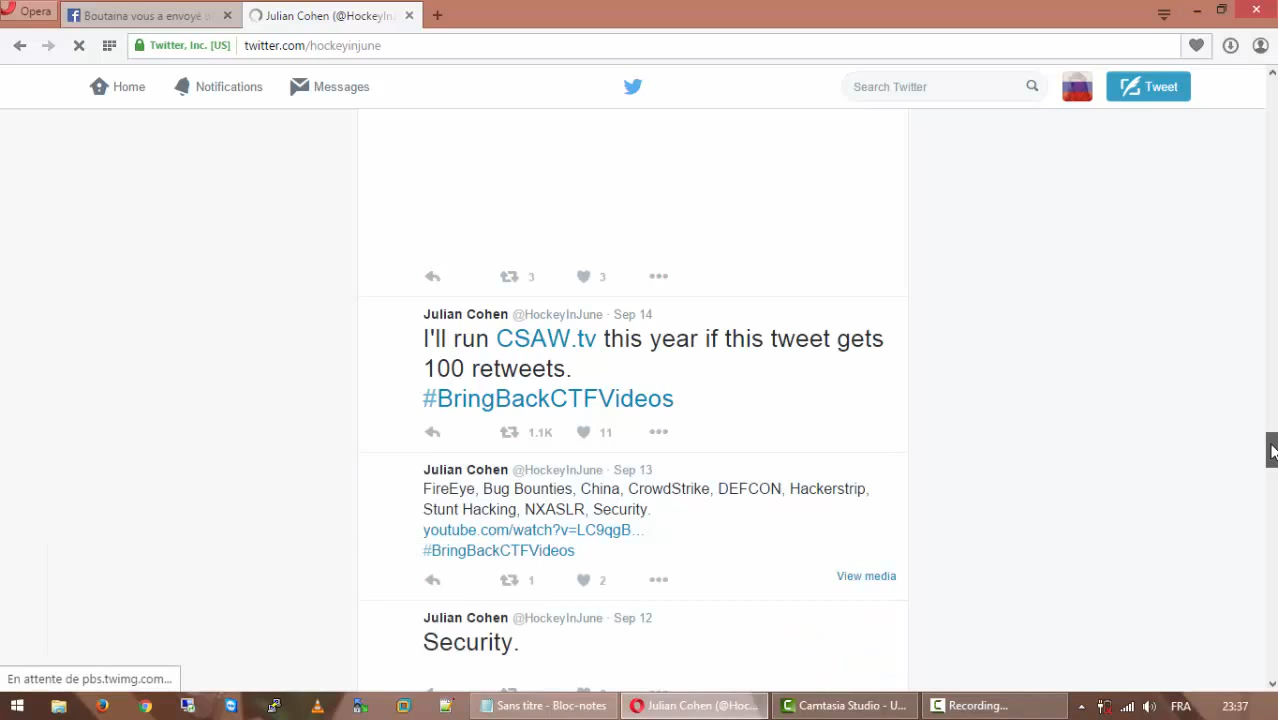 Opera
Boutaina vous a envoyé u
Julian Cohen (@HockeyInJ
Twitter, Inc. [US]
twitter.com/hockeyinjune
Home
Notifications
Messages
Search Twitter
Tweet
3
3
Julian Cohen @HockeyInJune · Sep 14
I'll run CSAW.tv this year if this tweet gets
100 retweets.
#BringBackCTFVideos
1.1K
11
Julian Cohen @HockeyInJune · Sep 13
FireEye, Bug Bounties, China, CrowdStrike, DEFCON, Hackerstrip,
Stunt Hacking, NXASLR, Security.
youtube.com/watch?v=LC9qgB…
#BringBackCTFVideos
1
2
View media
Julian Cohen @HockeyInJune · Sep 12
Security.
En attente de pbs.twimg.com...
Sans titre - Bloc-notes
Julian Cohen (@Hoc...
Camtasia Studio - U...
Recording...
FRA
23:37